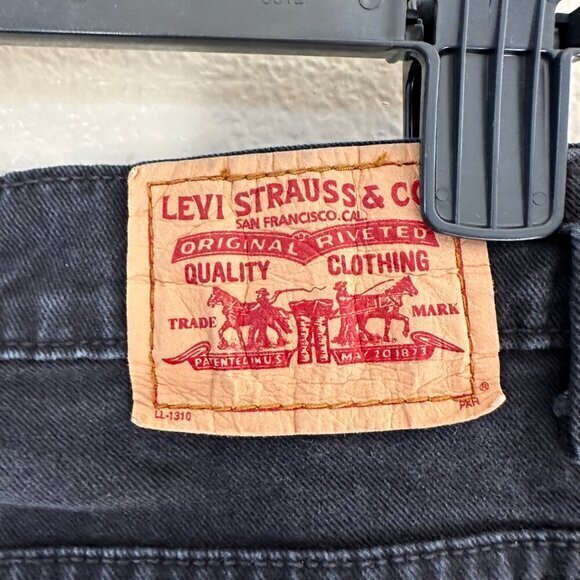 LEVI STRAUSS & CO
SAN FRANCISCO, CAL.
ORIGINAL RIVETED
QUALITY CLOTHING
TRADE MARK
PATENTED IN U.S. MAY 20 1873
®
LL-1310